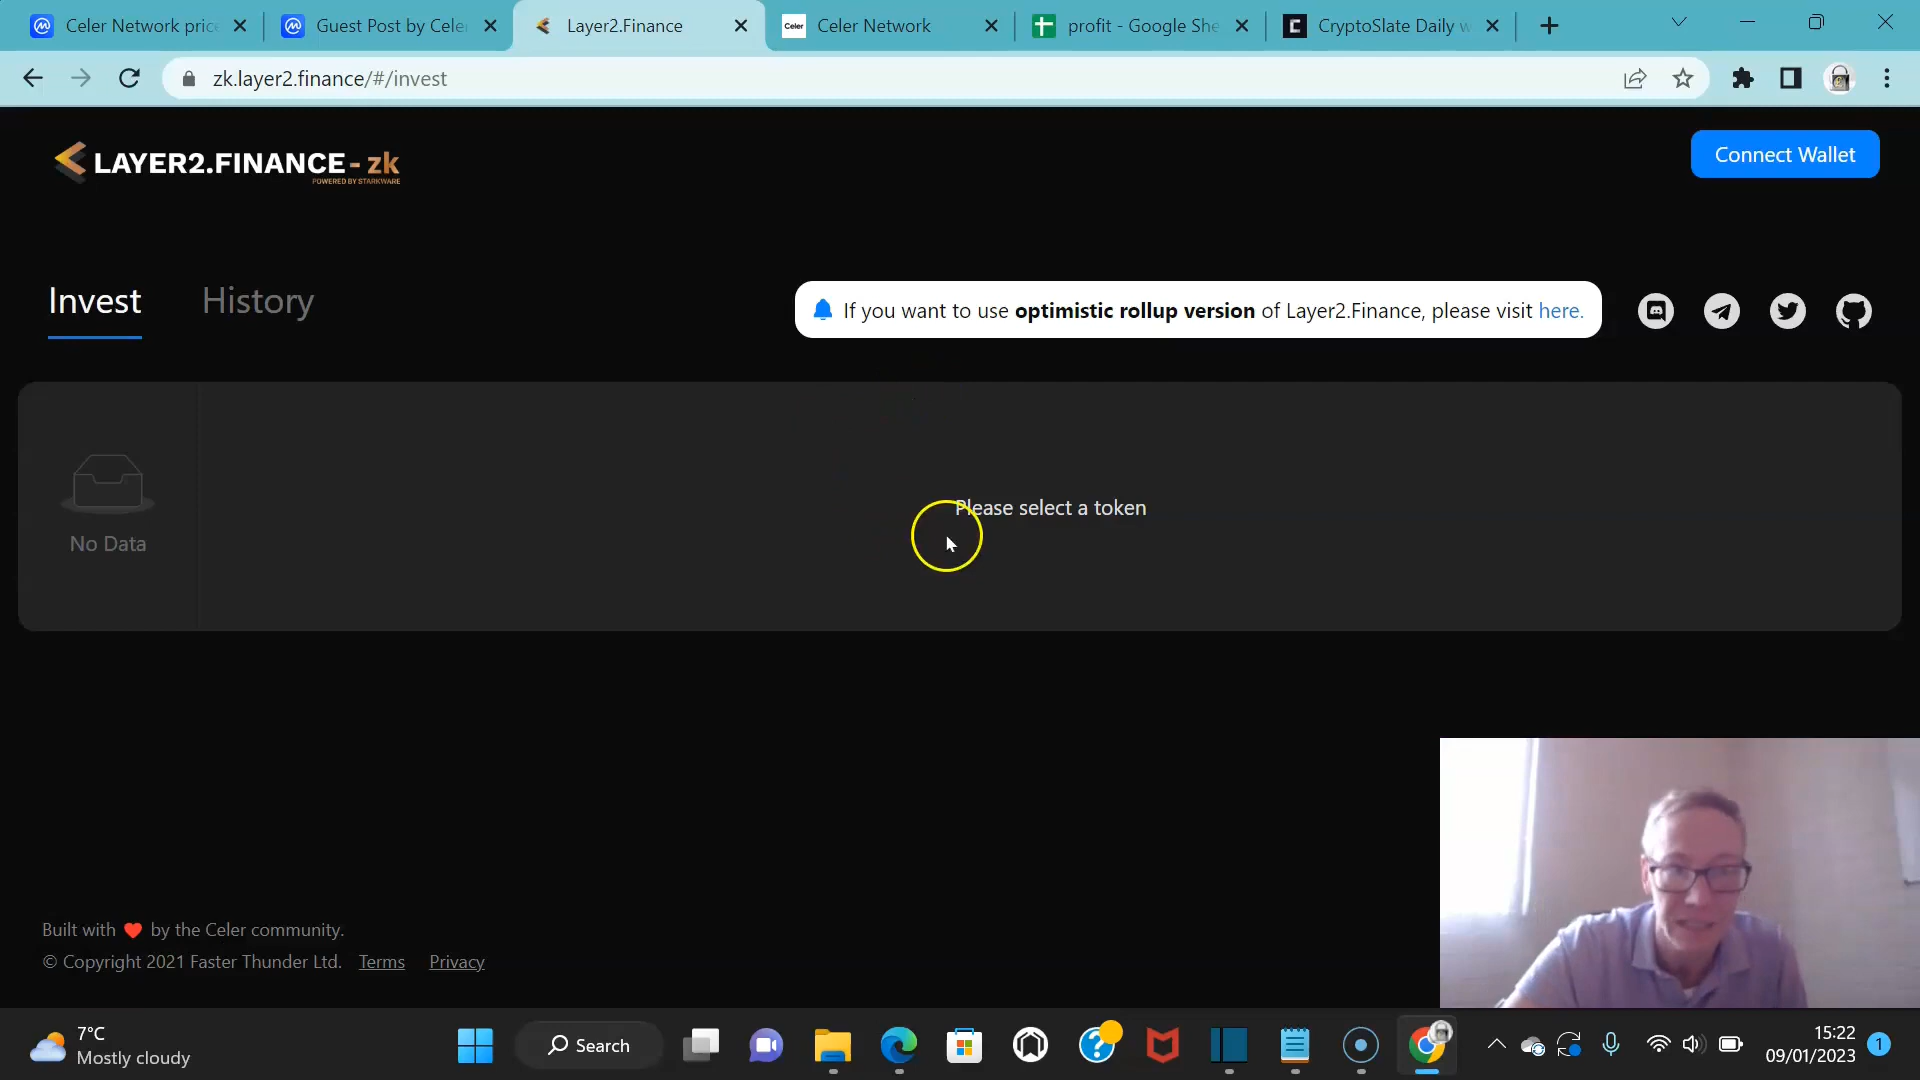 Celer Network pric
Guest Post by Celer
Layer2.Finance
Celer
Celer Network
profit - Google She
CryptoSlate Daily w
zk.layer2.finance/#/invest
LAYER2.FINANCE - zk
POWERED BY STARKWARE
Connect Wallet
Invest
History
If you want to use optimistic rollup version of Layer2.Finance, please visit here.
No Data
Please select a token
Built with ❤ by the Celer community.
© Copyright 2021 Faster Thunder Ltd. Terms Privacy
7°C
Mostly cloudy
Search
15:22
09/01/2023
1